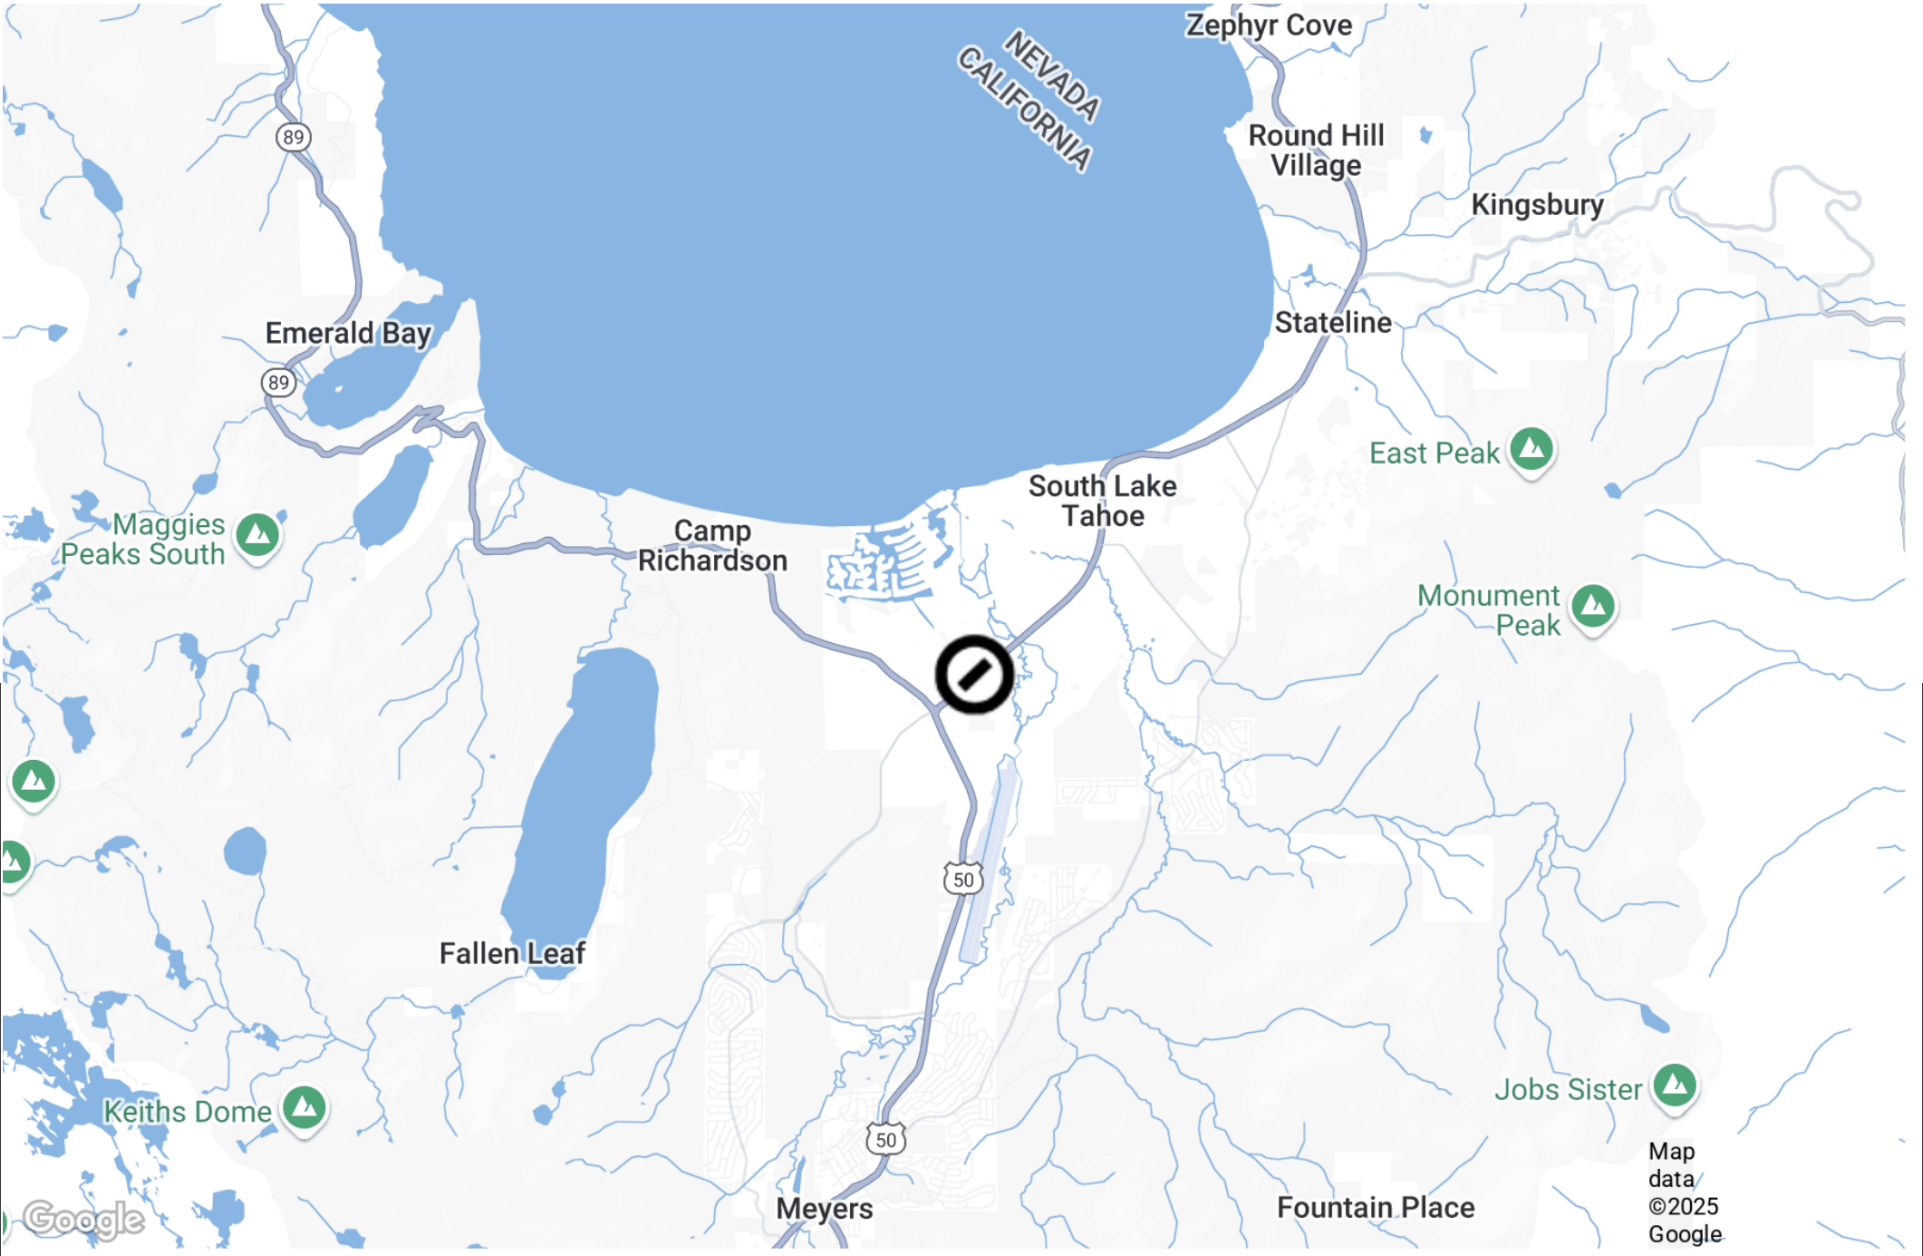 Zephyr Cove
NEVADA
CALIFORNIA
89
Round Hill
Village
Kingsbury
Stateline
Emerald Bay
89
East Peak
South Lake
Tahoe
Maggies
Peaks South
Camp
Richardson
Monument
Peak
50
Fallen Leaf
Jobs Sister
Keiths Dome
50
Map
data
©2025
Google
Meyers
Fountain Place
Google